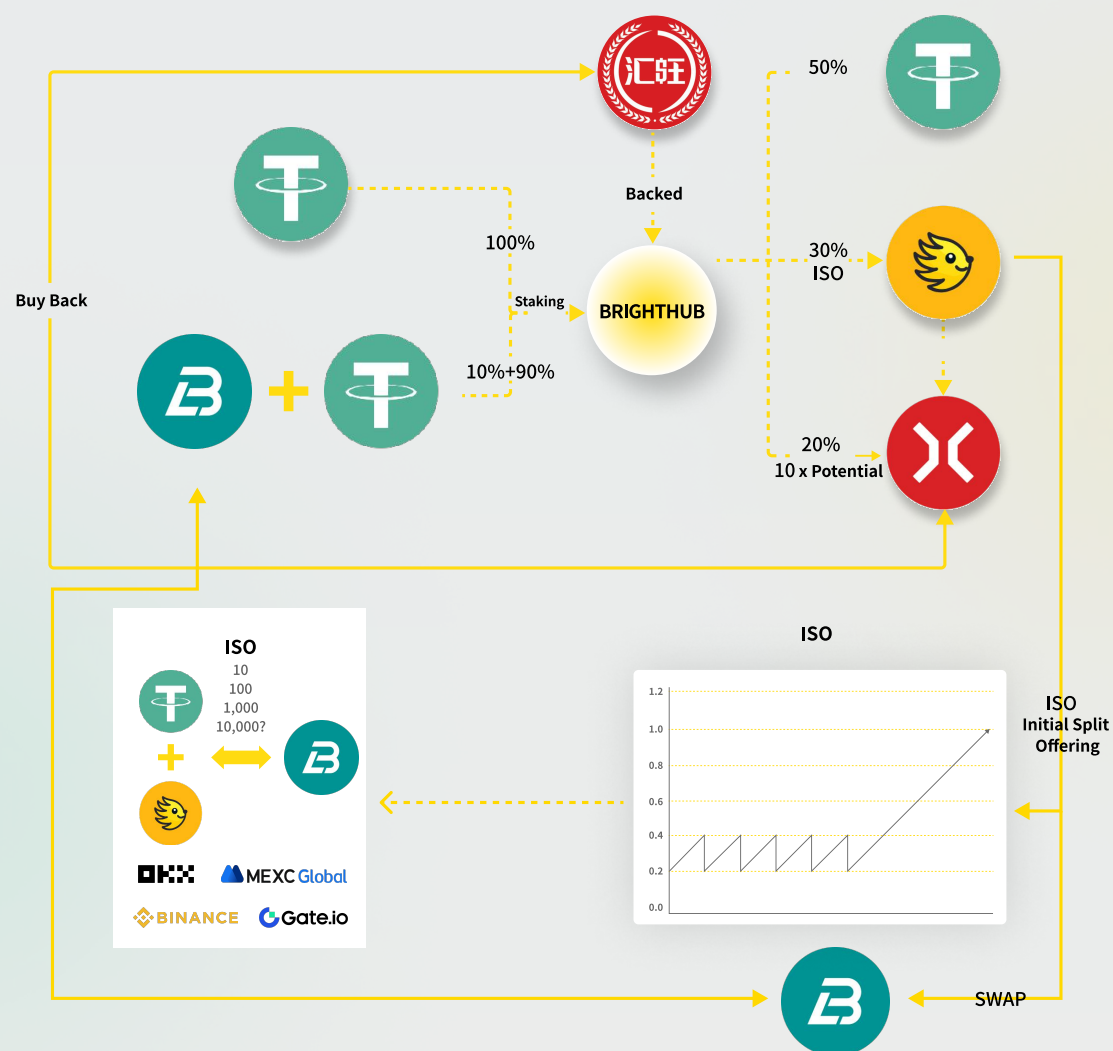 汇旺
50%
Backed
100%
30%
ISO
Buy Back
Staking
BRIGHTHUB
10%+90%
20%
10 x Potential
ISO
10
100
1,000
10,000?
OKX
MEXC Global
BINANCE
Gate.io
ISO
1.2
1.0
0.8
0.6
0.4
0.2
0.0
ISO
Initial Split
Offering
SWAP